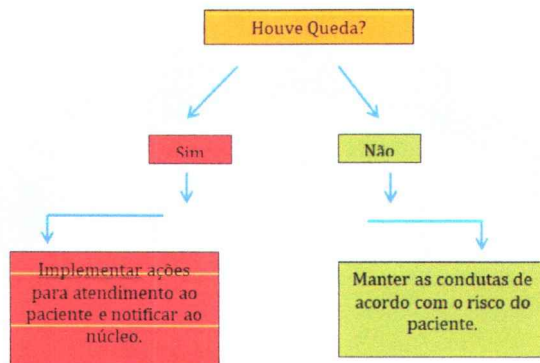 Houve Queda?
Sim
Não
Implementar ações
para atendimento ao
paciente e notificar ao
núcleo.
Manter as condutas de
acordo com o risco do
paciente.